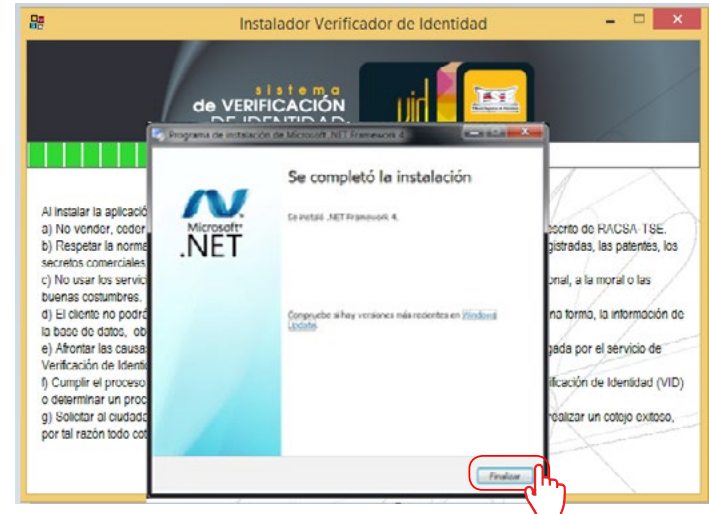 Instalador Verificador de Identidad
sistema
de VERIFICACIÓN
DE IDENTIDAD
vid
TSE
Programa de instalación de Microsoft .NET Framework 4
Se completó la instalación
Se instaló .NET Framework 4.
Microsoft
.NET
Compruebe si hay versiones más recientes en Windows
Update.
Finalizar
Al instalar la aplicació
a) No vender, ceder escrito de RACSA-TSE.
b) Respetar la norma gistradas, las patentes, los
secretos comerciales
c) No usar los servic onal, a la moral o las
buenas costumbres.
d) El cliente no podrá na forma, la información de
la base de datos, ob
e) Afrontar las causa gada por el servicio de
Verificación de Identi
f) Cumplir el proceso ificación de Identidad (VID)
o determinar un proc
g) Solicitar al ciudada realizar un cotejo exitoso,
por tal razón todo cot